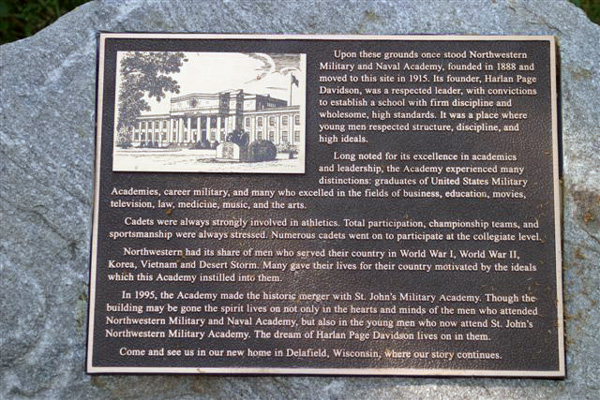 Upon these grounds once stood Northwestern
Military and Naval Academy, founded in 1888 and
moved to this site in 1915. Its founder, Harlan Page
Davidson, was a respected leader, with convictions
to establish a school with firm discipline and
wholesome, high standards. It was a place where
young men respected structure, discipline, and
high ideals.
Long noted for its excellence in academics
and leadership, the Academy experienced many
distinctions: graduates of United States Military
Academies, career military, and many who excelled in the fields of business, education, movies,
television, law, medicine, music, and the arts.
Cadets were always strongly involved in athletics. Total participation, championship teams, and
sportsmanship were always stressed. Numerous cadets went on to participate at the collegiate level.
Northwestern had its share of men who served their country in World War I, World War II,
Korea, Vietnam and Desert Storm. Many gave their lives for their country motivated by the ideals
which this Academy instilled into them.
In 1995, the Academy made the historic merger with St. John's Military Academy. Though the
building may be gone the spirit lives on not only in the hearts and minds of the men who attended
Northwestern Military and Naval Academy, but also in the young men who now attend St. John's
Northwestern Military Academy. The dream of Harlan Page Davidson lives on in them.
Come and see us in our new home in Delafield, Wisconsin, where our story continues.